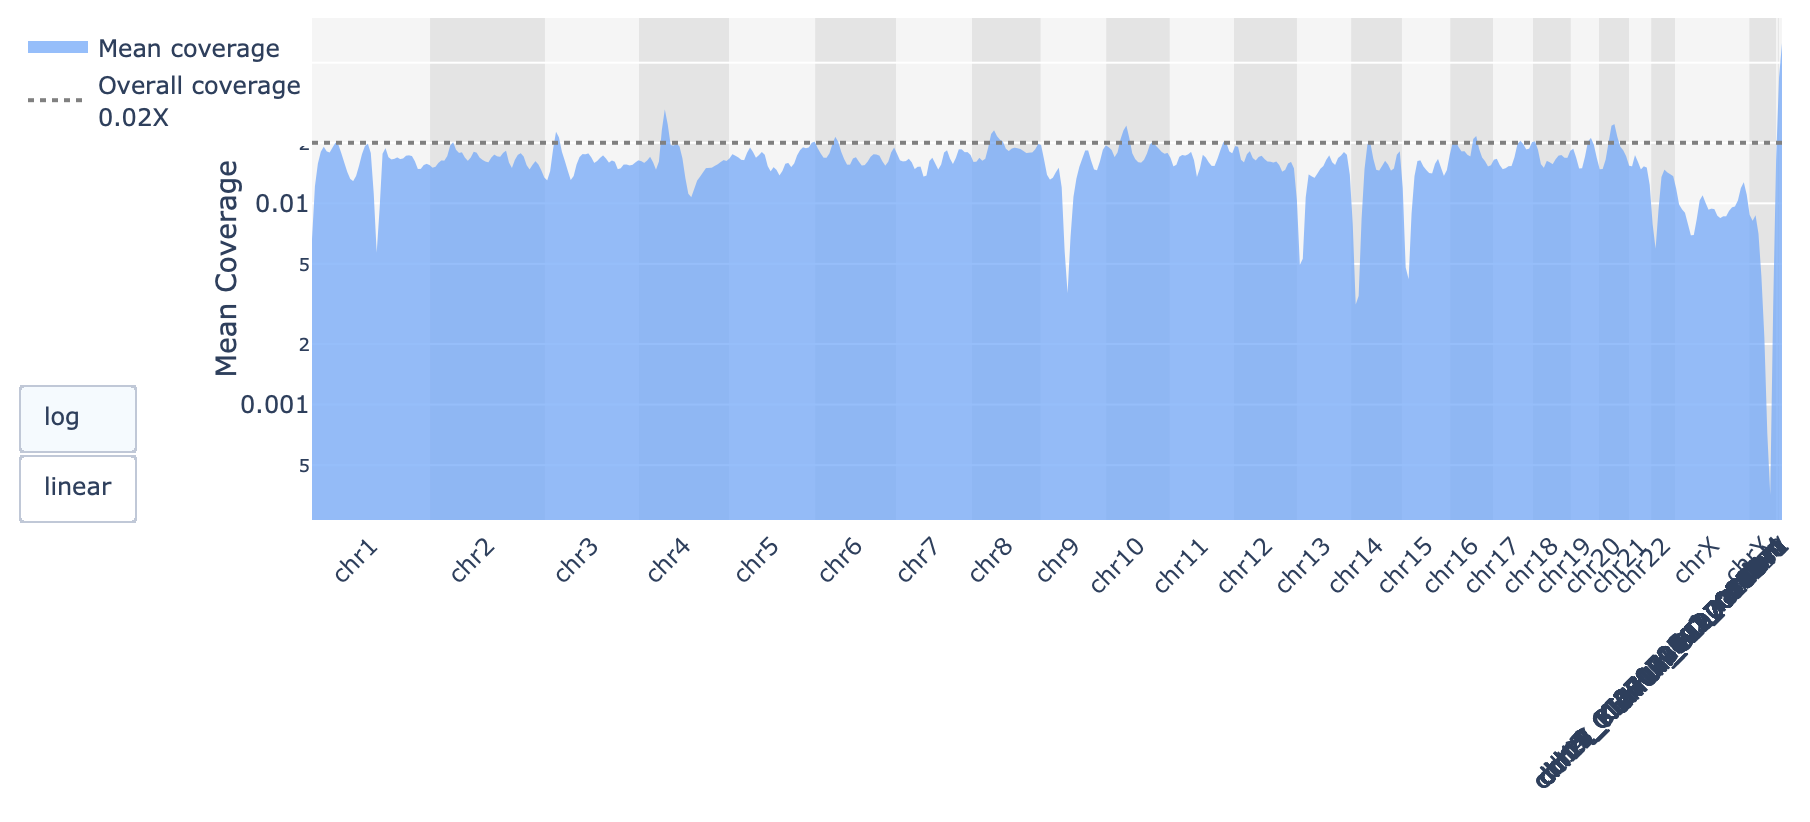 Mean coverage
Overall coverage
0.02X
Mean Coverage
2
0.01
5
2
0.001
5
log
linear
chr1
chr2
chr3
chr4
chr5
chr6
chr7
chr8
chr9
chr10
chr11
chr12
chr13
chr14
chr15
chr16
chr17
chr18
chr19
chr20
chr21
chr22
chrX